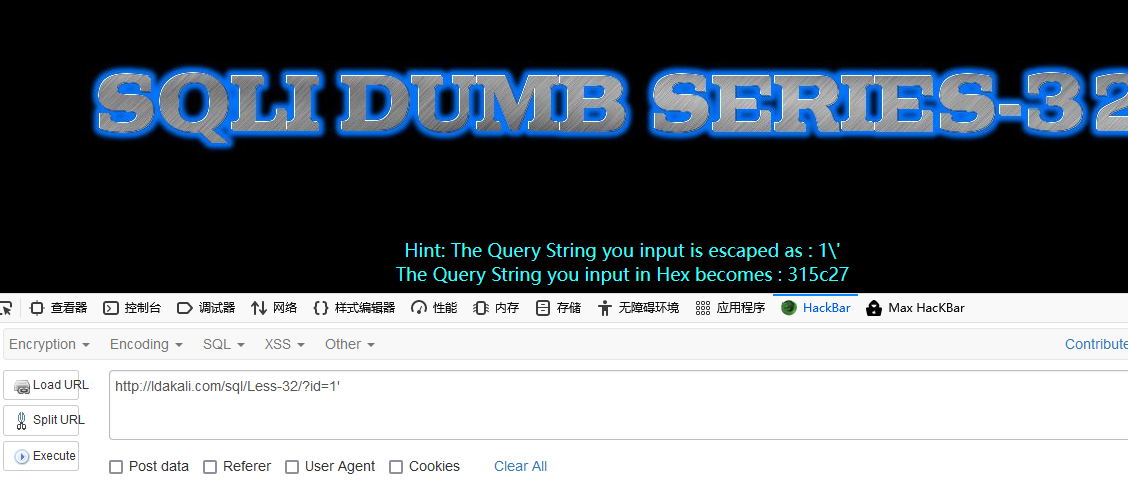 SQLI DUMB SERIES-32
Hint: The Query String you input is escaped as : 1\'
The Query String you input in Hex becomes : 315c27
查看器 控制台 调试器 网络 样式编辑器 性能 内存 存储 无障碍环境 应用程序 HackBar Max HacKBar
Encryption Encoding SQL XSS Other Contribute
Load URL http://ldakali.com/sql/Less-32/?id=1'
Split URL
Execute
Post data Referer User Agent Cookies Clear All